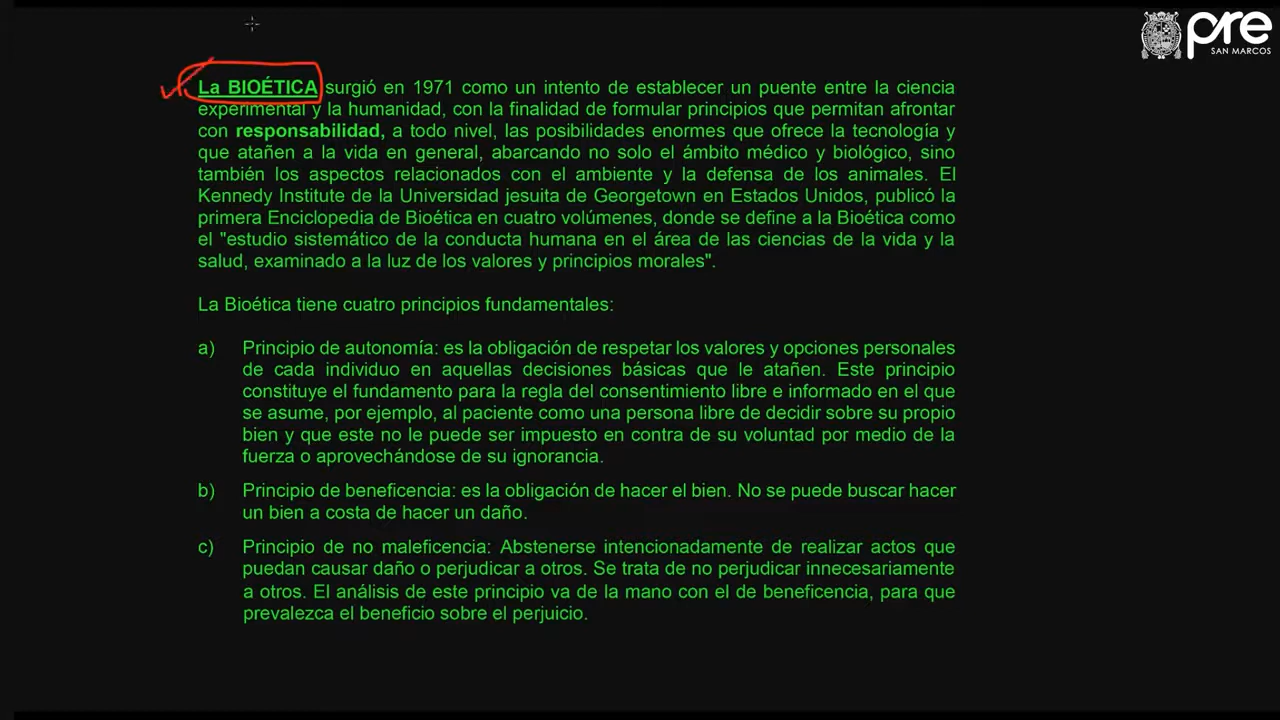 pre
SAN MARCOS
La BIOÉTICA surgió en 1971 como un intento de establecer un puente entre la ciencia
experimental y la humanidad, con la finalidad de formular principios que permitan afrontar
con responsabilidad, a todo nivel, las posibilidades enormes que ofrece la tecnología y
que atañen a la vida en general, abarcando no solo el ámbito médico y biológico, sino
también los aspectos relacionados con el ambiente y la defensa de los animales. El
Kennedy Institute de la Universidad jesuita de Georgetown en Estados Unidos, publicó la
primera Enciclopedia de Bioética en cuatro volúmenes, donde se define a la Bioética como
el "estudio sistemático de la conducta humana en el área de las ciencias de la vida y la
salud, examinado a la luz de los valores y principios morales".
La Bioética tiene cuatro principios fundamentales:
a) Principio de autonomía: es la obligación de respetar los valores y opciones personales
de cada individuo en aquellas decisiones básicas que le atañen. Este principio
constituye el fundamento para la regla del consentimiento libre e informado en el que
se asume, por ejemplo, al paciente como una persona libre de decidir sobre su propio
bien y que este no le puede ser impuesto en contra de su voluntad por medio de la
fuerza o aprovechándose de su ignorancia.
b) Principio de beneficencia: es la obligación de hacer el bien. No se puede buscar hacer
un bien a costa de hacer un daño.
c) Principio de no maleficencia: Abstenerse intencionadamente de realizar actos que
puedan causar daño o perjudicar a otros. Se trata de no perjudicar innecesariamente
a otros. El análisis de este principio va de la mano con el de beneficencia, para que
prevalezca el beneficio sobre el perjuicio.